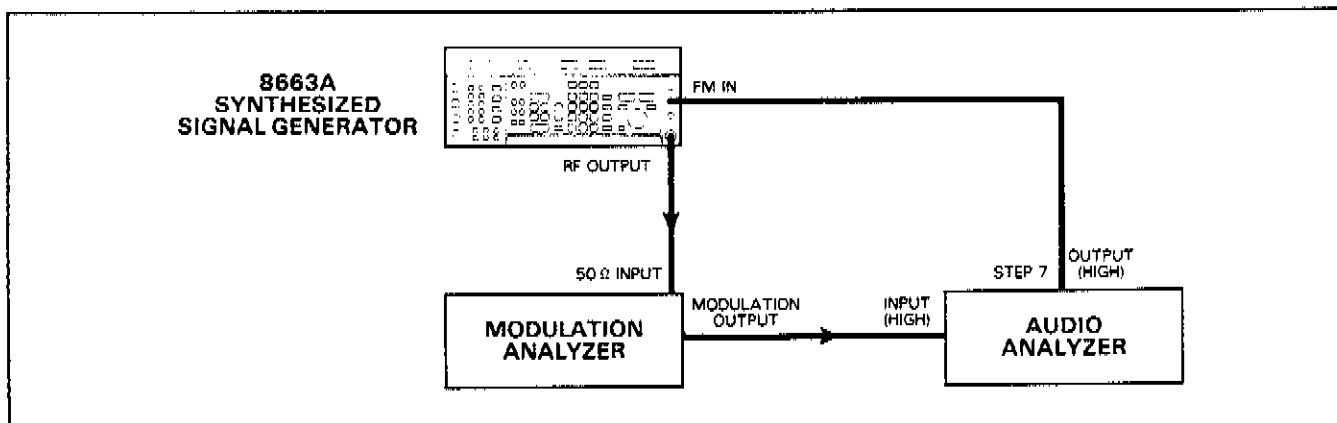 8663A
SYNTHESIZED
SIGNAL GENERATOR
FM IN
RF OUTPUT
50 Ω INPUT
STEP 7
OUTPUT
(HIGH)
MODULATION
ANALYZER
MODULATION
OUTPUT
INPUT
(HIGH)
AUDIO
ANALYZER